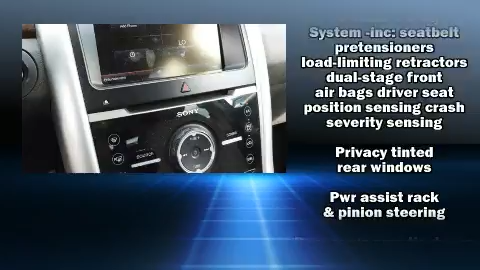 System -inc: seatbelt
pretensioners
load-limiting retractors
dual-stage front
air bags driver seat
position sensing crash
severity sensing
Privacy tinted
rear windows
Pwr assist rack
& pinion steering
SONY